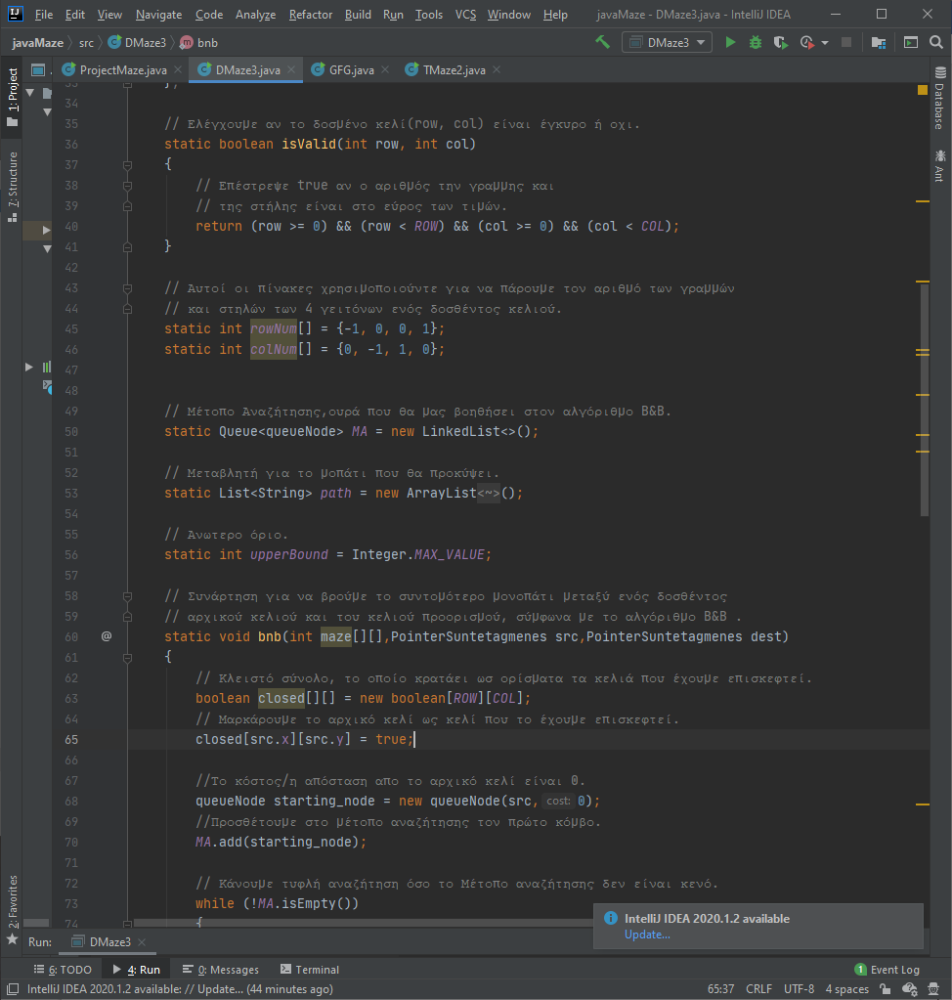 File Edit View Navigate Code Analyze Refactor Build Run Tools VCS Window Help javaMaze - DMaze3.java - IntelliJ IDEA
javaMaze src DMaze3 bnb DMaze3
ProjectMaze.java DMaze3.java GFG.java TMaze2.java
1: Project
7: Structure
2: Favorites
Database
Ant
34
35 // Ελέγχουμε αν το δοσμένο κελί(row, col) είναι έγκυρο ή οχι.
36 static boolean isValid(int row, int col)
37 {
38 // Επέστρεψε true αν ο αριθμός την γραμμης και
39 // της στήλης είναι στο εύρος των τιμών.
40 return (row >= 0) && (row < ROW) && (col >= 0) && (col < COL);
41 }
42
43 // Αυτοί οι πίνακες χρησιμοποιούντε για να πάρουμε τον αριθμό των γραμμών
44 // και στηλών των 4 γειτόνων ενός δοσθέντος κελιού.
45 static int rowNum[] = {-1, 0, 0, 1};
46 static int colNum[] = {0, -1, 1, 0};
47
48
49 // Μέτοπο Αναζήτησης,ουρά που θα μας βοηθήσει στον αλγόριθμο B&B.
50 static Queue<queueNode> MA = new LinkedList<>();
51
52 // Μεταβλητή για το μοπάτι που θα προκύψει.
53 static List<String> path = new ArrayList<~>();
54
55 // Άνωτερο όριο.
56 static int upperBound = Integer.MAX_VALUE;
57
58 // Συνάρτηση για να βρούμε το συντομότερο μονοπάτι μεταξύ ενός δοσθέντος
59 // αρχικού κελιού και του κελιού προορισμού, σύμφωνα με το αλγόριθμο B&B .
60 @ static void bnb(int maze[][],PointerSuntetagmenes src,PointerSuntetagmenes dest)
61 {
62 // Κλειστό σύνολο, το οποίο κρατάει ωσ ορίσματα τα κελιά που έχουμε επισκεφτεί.
63 boolean closed[][] = new boolean[ROW][COL];
64 // Μαρκάρουμε το αρχικό κελί ως κελί που το έχουμε επισκεφτεί.
65 closed[src.x][src.y] = true;
66
67 //Το κόστος/η απόσταση απο το αρχικό κελί είναι 0.
68 queueNode starting_node = new queueNode(src, cost: 0);
69 //Προσθέτουμε στο μέτοπο αναζήτησης τον πρώτο κόμβο.
70 MA.add(starting_node);
71
72 // Κάνουμε τυφλή αναζήτηση όσο το Μέτοπο αναζήτησης δεν είναι κενό.
73 while (!MA.isEmpty())
74 {
IntelliJ IDEA 2020.1.2 available
Update...
Run: DMaze3
6: TODO 4: Run 0: Messages Terminal 1 Event Log
IntelliJ IDEA 2020.1.2 available: // Update... (44 minutes ago) 65:37 CRLF UTF-8 4 spaces